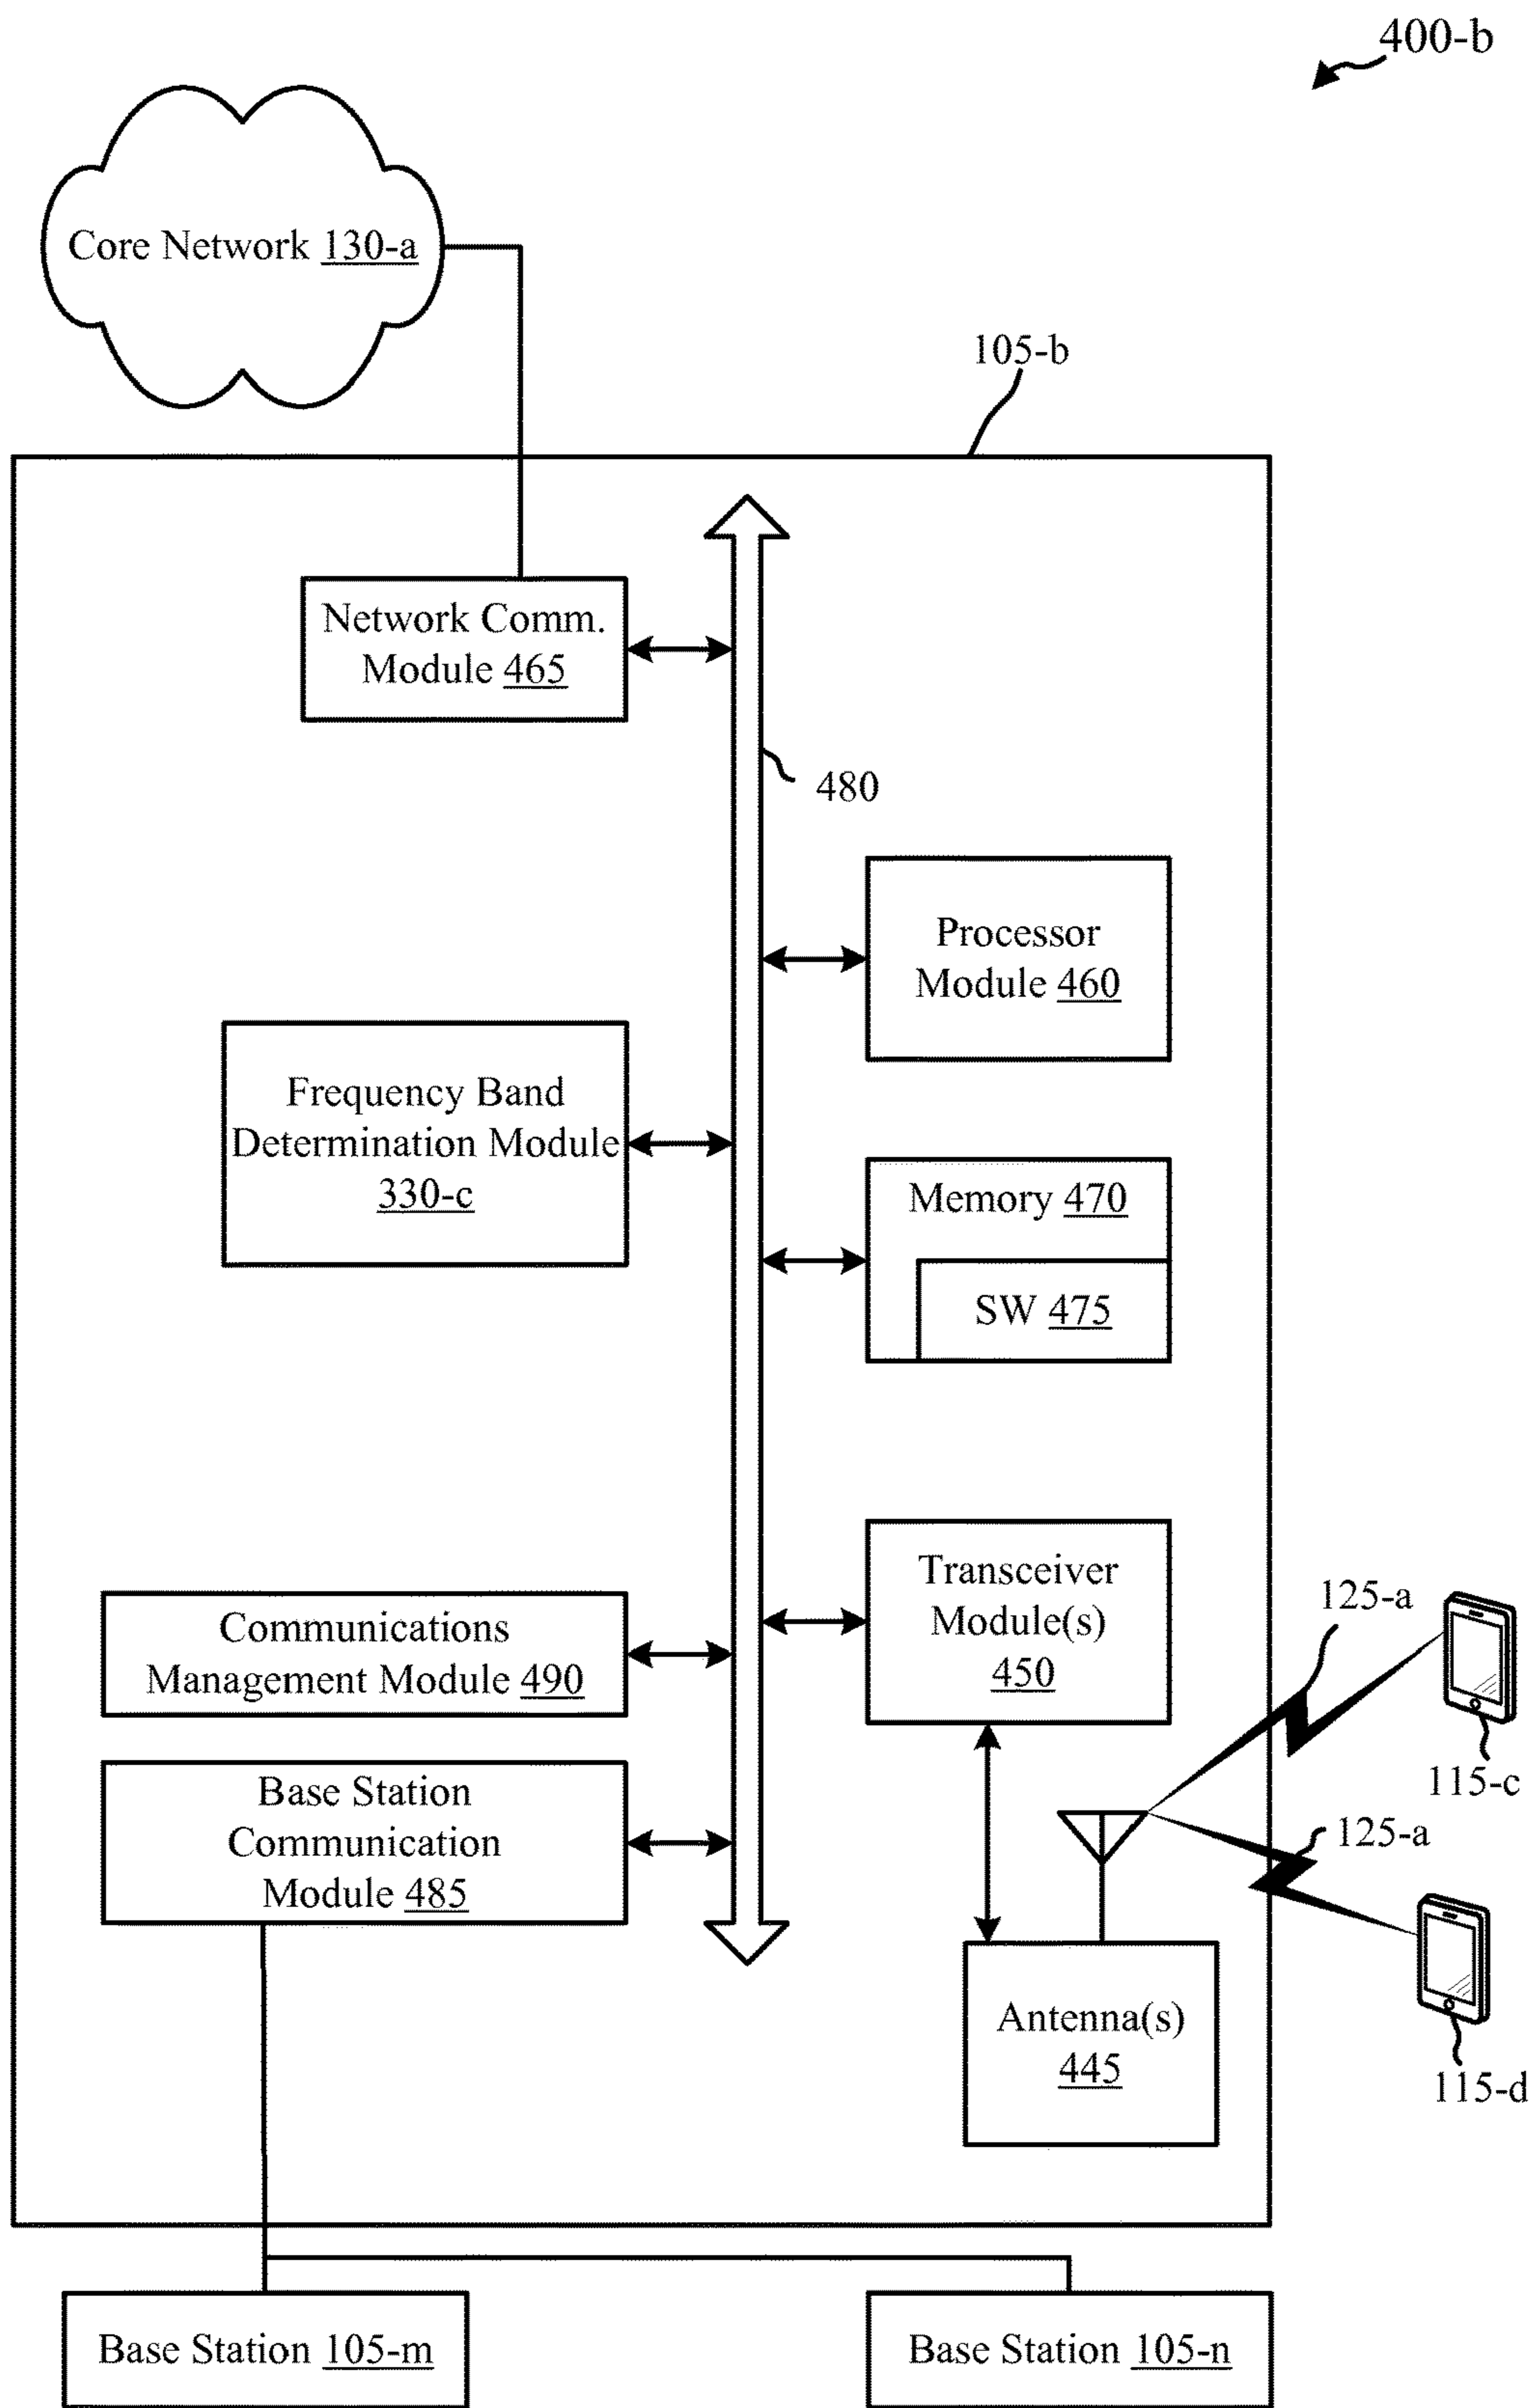 400-b
Core Network 130-a
105-b
Network Comm.
Module 465
480
Processor
Module 460
Frequency Band
Determination Module
330-c
Memory 470
SW 475
Transceiver
Module(s)
450
Communications
Management Module 490
125-a
115-c
Base Station
Communication
Module 485
125-a
Antenna(s)
445
115-d
Base Station 105-m
Base Station 105-n